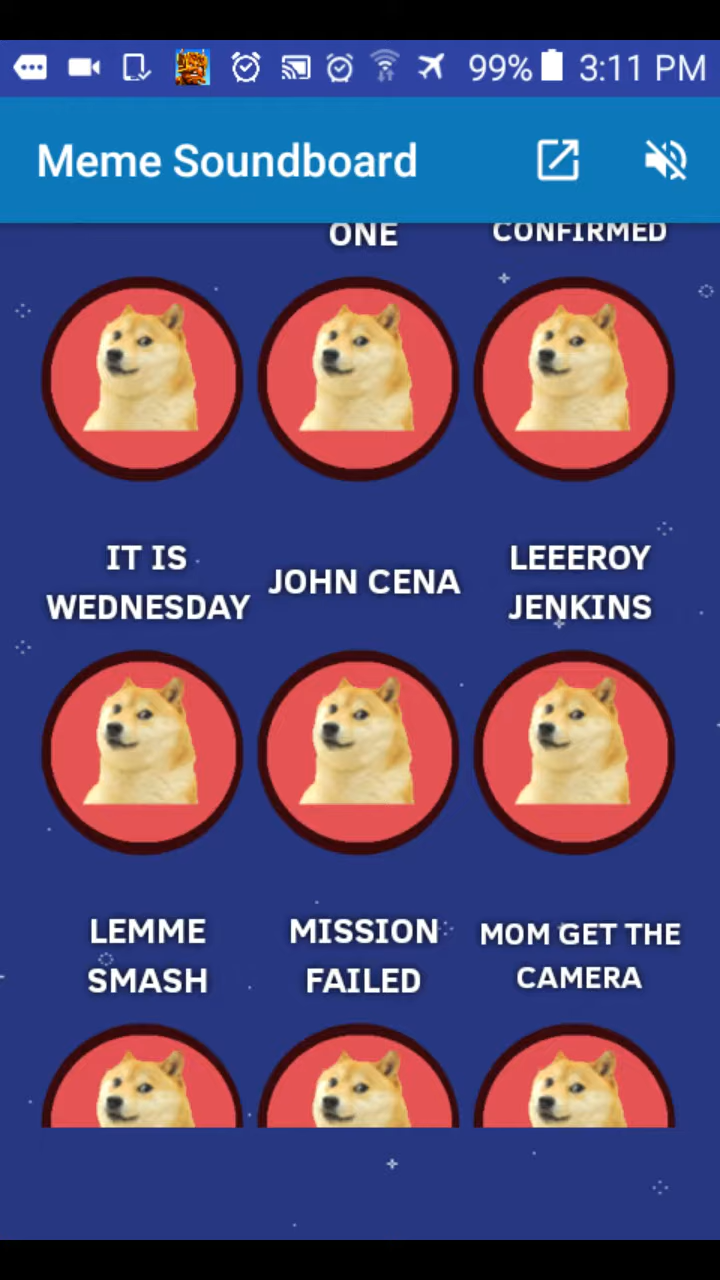 99% 3:11 PM
Meme Soundboard
ONE
CONFIRMED
IT IS
WEDNESDAY
JOHN CENA
LEEEROY
JENKINS
LEMME
SMASH
MISSION
FAILED
MOM GET THE
CAMERA